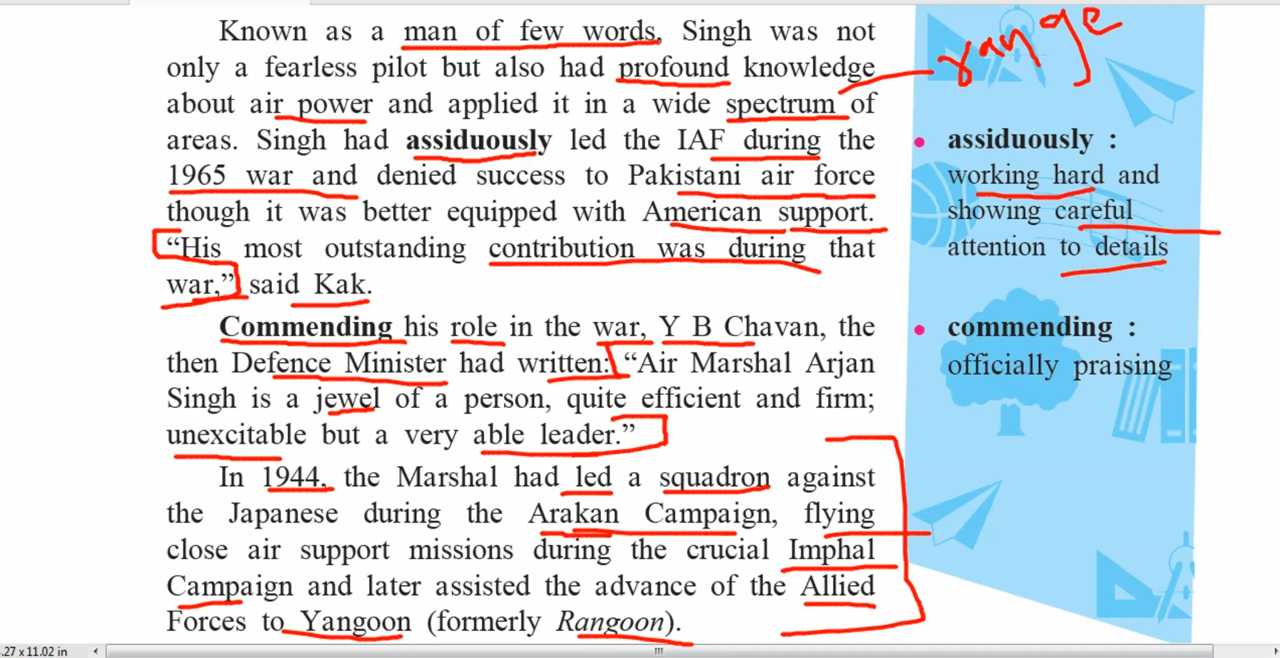 Known as a man of few words, Singh was not
only a fearless pilot but also had profound knowledge
about air power and applied it in a wide spectrum of
areas. Singh had assiduously led the IAF during the
1965 war and denied success to Pakistani air force
though it was better equipped with American support.
“His most outstanding contribution was during that
war,” said Kak.
Commending his role in the war, Y B Chavan, the
then Defence Minister had written: “Air Marshal Arjan
Singh is a jewel of a person, quite efficient and firm;
unexcitable but a very able leader.”
In 1944, the Marshal had led a squadron against
the Japanese during the Arakan Campaign, flying
close air support missions during the crucial Imphal
Campaign and later assisted the advance of the Allied
Forces to Yangoon (formerly Rangoon).
range
• assiduously :
working hard and
showing careful
attention to details
• commending :
officially praising
.27 x 11.02 in